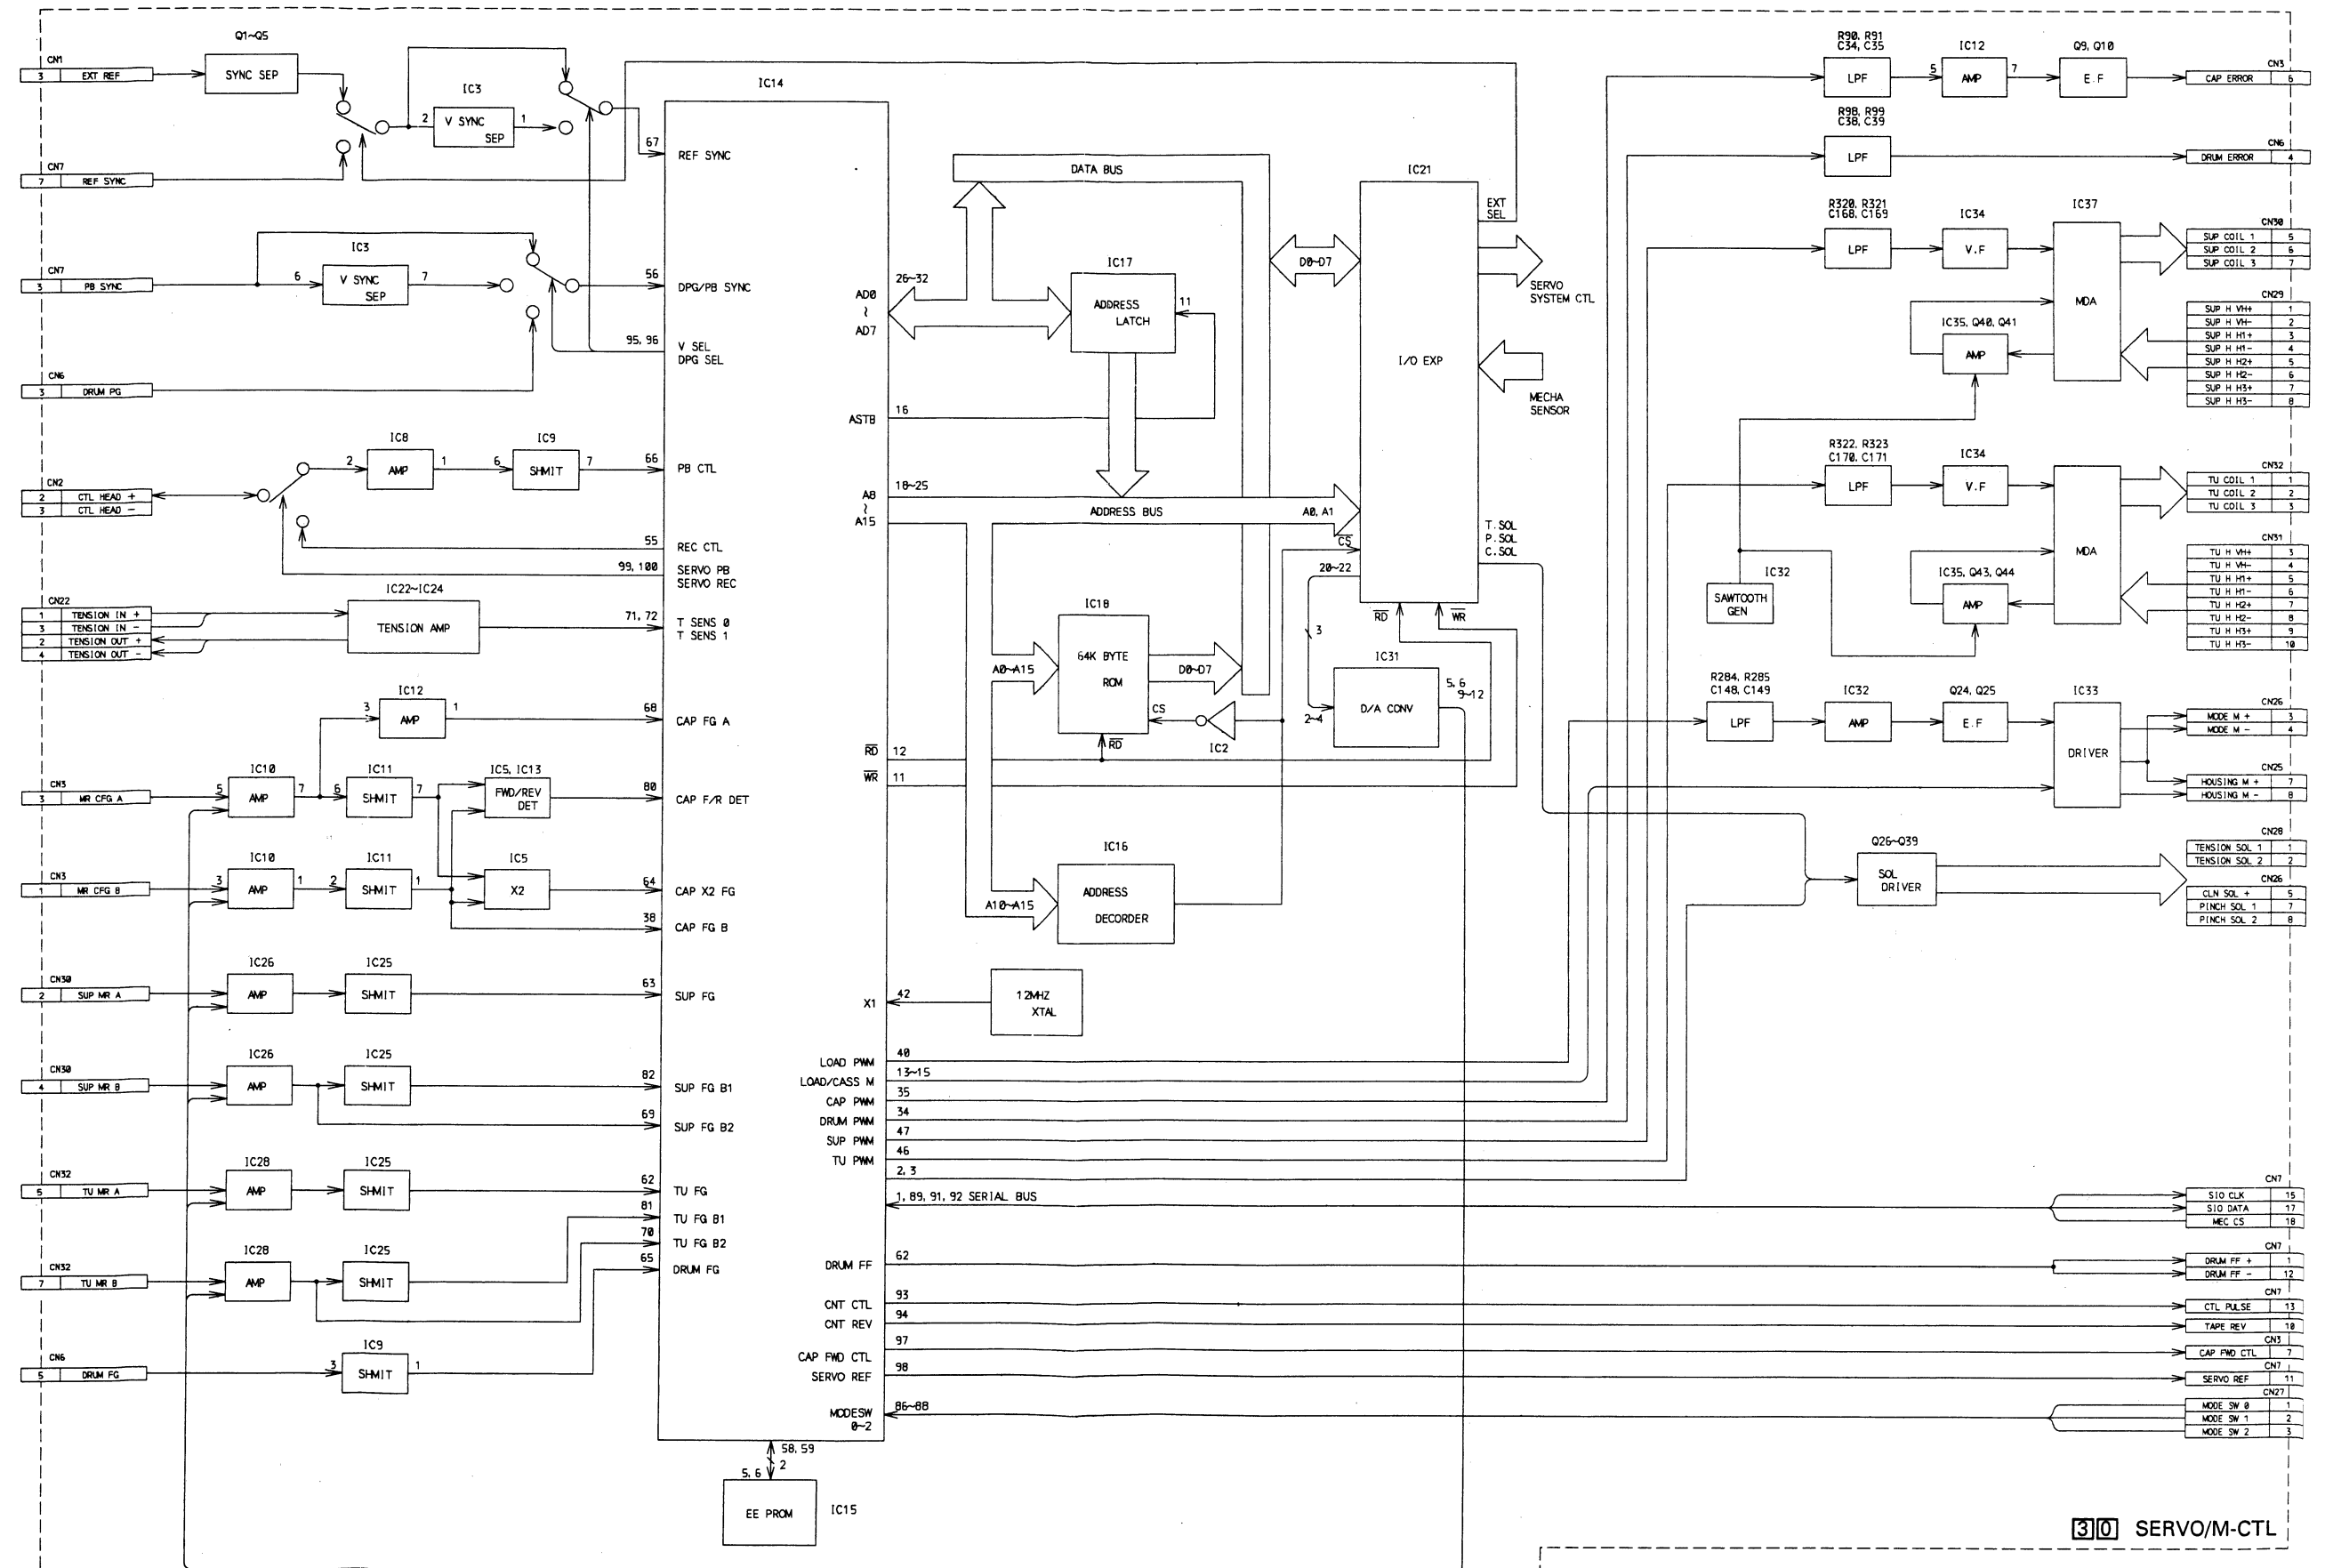 Q1~Q5
CN1
3 EXT REF
SYNC SEP
IC3
2 V SYNC SEP 1
CN7
7 REF SYNC
IC3
CN7
3 PB SYNC
6 V SYNC SEP 7
CN6
3 DRUM PG
IC8
IC9
2 AMP 1
6 SHMIT 7
CN2
2 CTL HEAD +
3 CTL HEAD -
IC22~IC24
TENSION AMP
CN22
1 TENSION IN +
3 TENSION IN -
2 TENSION OUT +
4 TENSION OUT -
IC12
3 AMP 1
CN3
3 MR CFG A
IC10
5 AMP 7
IC11
6 SHMIT 7
IC5, IC13
FWD/REV DET
CN3
1 MR CFG B
IC10
3 AMP 1
IC11
2 SHMIT 1
IC5
X2
CN30
2 SUP MR A
IC26
AMP
IC25
SHMIT
CN30
4 SUP MR B
IC26
AMP
IC25
SHMIT
CN32
5 TU MR A
IC28
AMP
IC25
SHMIT
CN32
7 TU MR B
IC28
AMP
IC25
SHMIT
CN6
5 DRUM FG
IC9
3 SHMIT 1
IC14
67 REF SYNC
56 DPG/PB SYNC
95, 96 V SEL
DPG SEL
66 PB CTL
55 REC CTL
99, 100 SERVO PB
SERVO REC
71, 72 T SENS 0
T SENS 1
68 CAP FG A
80 CAP F/R DET
64 CAP X2 FG
38 CAP FG B
63 SUP FG
82 SUP FG B1
69 SUP FG B2
62 TU FG
81 TU FG B1
70 TU FG B2
65 DRUM FG
AD0
~
AD7
26~32
ASTB 16
A8
~
A15
18~25
RD 12
WR 11
X1 42
LOAD PWM 40
LOAD/CASS M 13~15
CAP PWM 35
DRUM PWM 34
SUP PWM 47
TU PWM 46
2, 3
1, 89, 91, 92 SERIAL BUS
DRUM FF 62
CNT CTL 93
CNT REV 94
CAP FWD CTL 97
SERVO REF 98
MODESW
0~2
86~88
58, 59
2
5, 6
EE PROM
IC15
DATA BUS
IC17
ADDRESS LATCH
11
ADDRESS BUS
A0, A1
D0~D7
IC18
64K BYTE ROM
A0~A15
D0~D7
CS
RD
IC2
IC16
ADDRESS DECORDER
A10~A15
12MHZ XTAL
IC21
I/O EXP
EXT SEL
SERVO
SYSTEM CTL
MECHA
SENSOR
CS
T.SOL
P.SOL
C.SOL
20~22
RD
WR
3
IC31
D/A CONV
2~4
5, 6
9~12
R90, R91
C34, C35
LPF
IC12
5 AMP 7
Q9, Q10
E.F
CN3
CAP ERROR 6
R98, R99
C38, C39
LPF
CN6
DRUM ERROR 4
R320, R321
C168, C169
LPF
IC34
V.F
IC37
MDA
IC35, Q40, Q41
AMP
CN30
SUP COIL 1 5
SUP COIL 2 6
SUP COIL 3 7
CN29
SUP H VH+ 1
SUP H VH- 2
SUP H H1+ 3
SUP H H1- 4
SUP H H2+ 5
SUP H H2- 6
SUP H H3+ 7
SUP H H3- 8
R322, R323
C170, C171
LPF
IC34
V.F
MDA
IC32
SAWTOOTH GEN
IC35, Q43, Q44
AMP
CN32
TU COIL 1 1
TU COIL 2 2
TU COIL 3 3
CN31
TU H VH+ 3
TU H VH- 4
TU H H1+ 5
TU H H1- 6
TU H H2+ 7
TU H H2- 8
TU H H3+ 9
TU H H3- 10
R284, R285
C148, C149
LPF
IC32
AMP
Q24, Q25
E.F
IC33
DRIVER
CN26
MODE M + 3
MODE M - 4
CN25
HOUSING M + 7
HOUSING M - 8
Q26~Q39
SOL DRIVER
CN28
TENSION SOL 1 1
TENSION SOL 2 2
CN26
CLN SOL + 5
PINCH SOL 1 7
PINCH SOL 2 8
CN7
SIO CLK 15
SIO DATA 17
MEC CS 18
CN7
DRUM FF + 1
DRUM FF - 12
CN7
CTL PULSE 13
TAPE REV 10
CN3
CAP FWD CTL 7
CN7
SERVO REF 11
CN27
MODE SW 0 1
MODE SW 1 2
MODE SW 2 3
30 SERVO/M-CTL